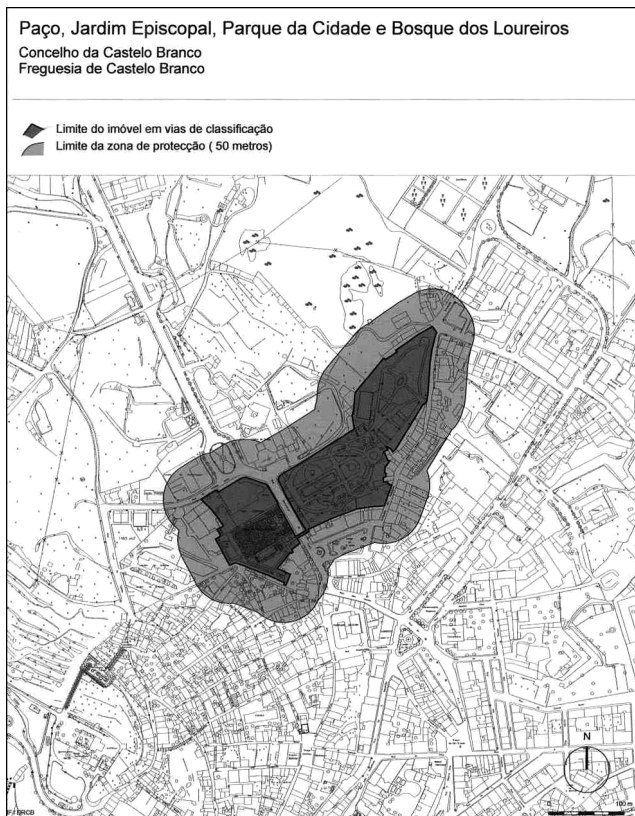 Paço, Jardim Episcopal, Parque da Cidade e Bosque dos Loureiros
Concelho da Castelo Branco
Freguesia de Castelo Branco
Limite do imóvel em vias de classificação
Limite da zona de protecção ( 50 metros)
N
0
100 m